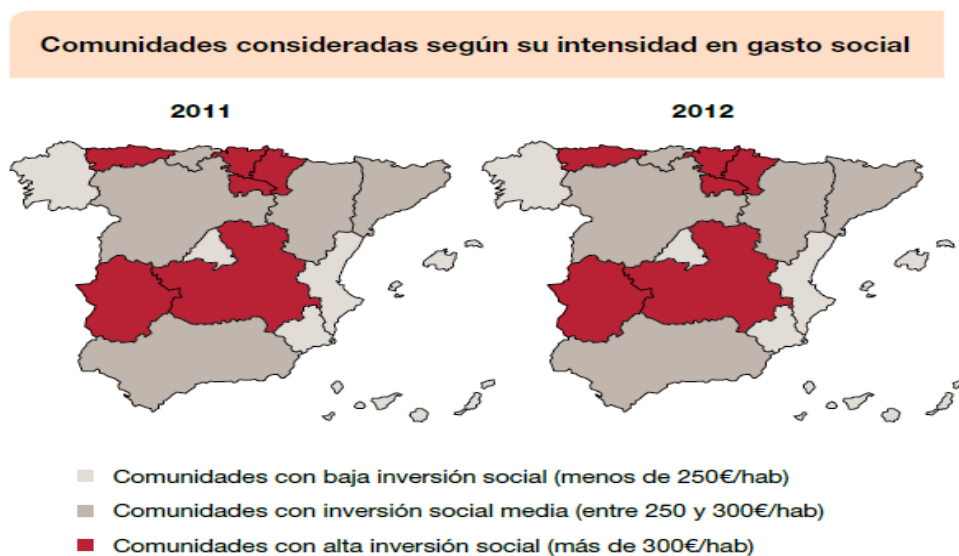 Comunidades consideradas según su intensidad en gasto social
2011
2012
Comunidades con baja inversión social (menos de 250€/hab)
Comunidades con inversión social media (entre 250 y 300€/hab)
Comunidades con alta inversión social (más de 300€/hab)